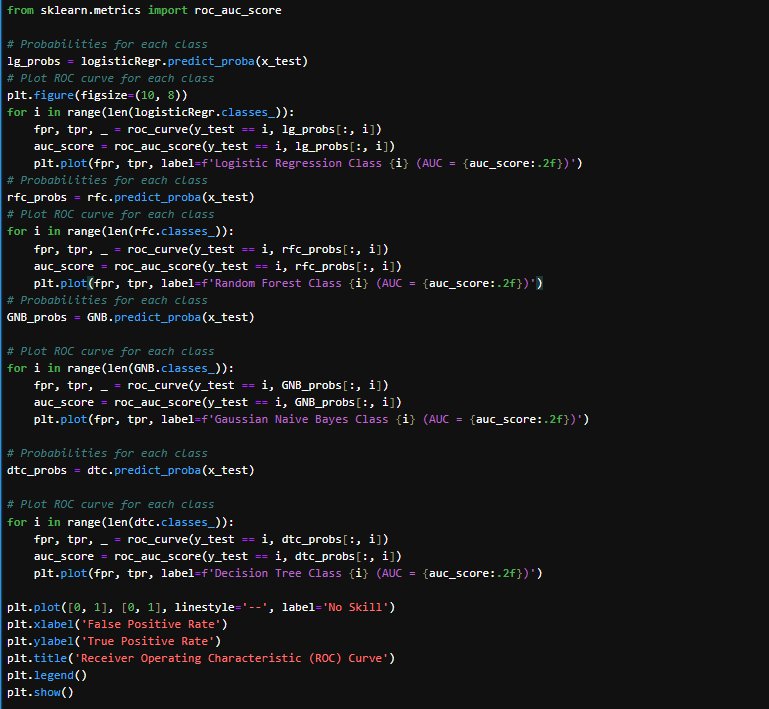 from sklearn.metrics import roc_auc_score

# Probabilities for each class
lg_probs = logisticRegr.predict_proba(x_test)
# Plot ROC curve for each class
plt.figure(figsize=(10, 8))
for i in range(len(logisticRegr.classes_)):
    fpr, tpr, _ = roc_curve(y_test == i, lg_probs[:, i])
    auc_score = roc_auc_score(y_test == i, lg_probs[:, i])
    plt.plot(fpr, tpr, label=f'Logistic Regression Class {i} (AUC = {auc_score:.2f})')
# Probabilities for each class
rfc_probs = rfc.predict_proba(x_test)
# Plot ROC curve for each class
for i in range(len(rfc.classes_)):
    fpr, tpr, _ = roc_curve(y_test == i, rfc_probs[:, i])
    auc_score = roc_auc_score(y_test == i, rfc_probs[:, i])
    plt.plot(fpr, tpr, label=f'Random Forest Class {i} (AUC = {auc_score:.2f})')
# Probabilities for each class
GNB_probs = GNB.predict_proba(x_test)

# Plot ROC curve for each class
for i in range(len(GNB.classes_)):
    fpr, tpr, _ = roc_curve(y_test == i, GNB_probs[:, i])
    auc_score = roc_auc_score(y_test == i, GNB_probs[:, i])
    plt.plot(fpr, tpr, label=f'Gaussian Naive Bayes Class {i} (AUC = {auc_score:.2f})')

# Probabilities for each class
dtc_probs = dtc.predict_proba(x_test)

# Plot ROC curve for each class
for i in range(len(dtc.classes_)):
    fpr, tpr, _ = roc_curve(y_test == i, dtc_probs[:, i])
    auc_score = roc_auc_score(y_test == i, dtc_probs[:, i])
    plt.plot(fpr, tpr, label=f'Decision Tree Class {i} (AUC = {auc_score:.2f})')

plt.plot([0, 1], [0, 1], linestyle='--', label='No Skill')
plt.xlabel('False Positive Rate')
plt.ylabel('True Positive Rate')
plt.title('Receiver Operating Characteristic (ROC) Curve')
plt.legend()
plt.show()